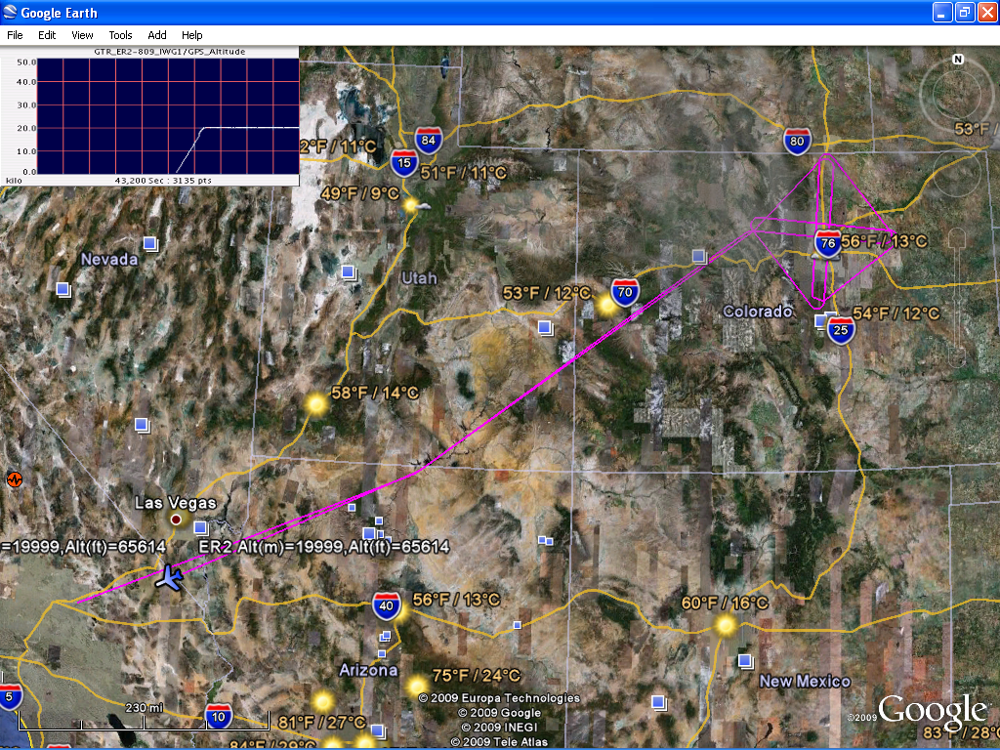 Google Earth
File Edit View Tools Add Help
GTR_ER2-809_IWG1/GPS_Altitude
50.0
40.0
30.0
20.0
10.0
0.0
kilo
43,200 Sec : 3135 pts
N
84
80
53°F /
2°F / 11°C
15
51°F / 11°C
49°F / 9°C
Nevada
Utah
76
56°F / 13°C
53°F / 12°C
70
Colorado
54°F / 12°C
25
58°F / 14°C
Las Vegas
=19999,Alt(ft)=65614
ER2 Alt(m)=19999,Alt(ft)=65614
40
56°F / 13°C
60°F / 16°C
Arizona
75°F / 24°C
New Mexico
5
230 mi
10
81°F / 27°C
84°F / 29°C
© 2009 Europa Technologies
© 2009 Google
© 2009 INEGI
© 2009 Tele Atlas
©2009 Google